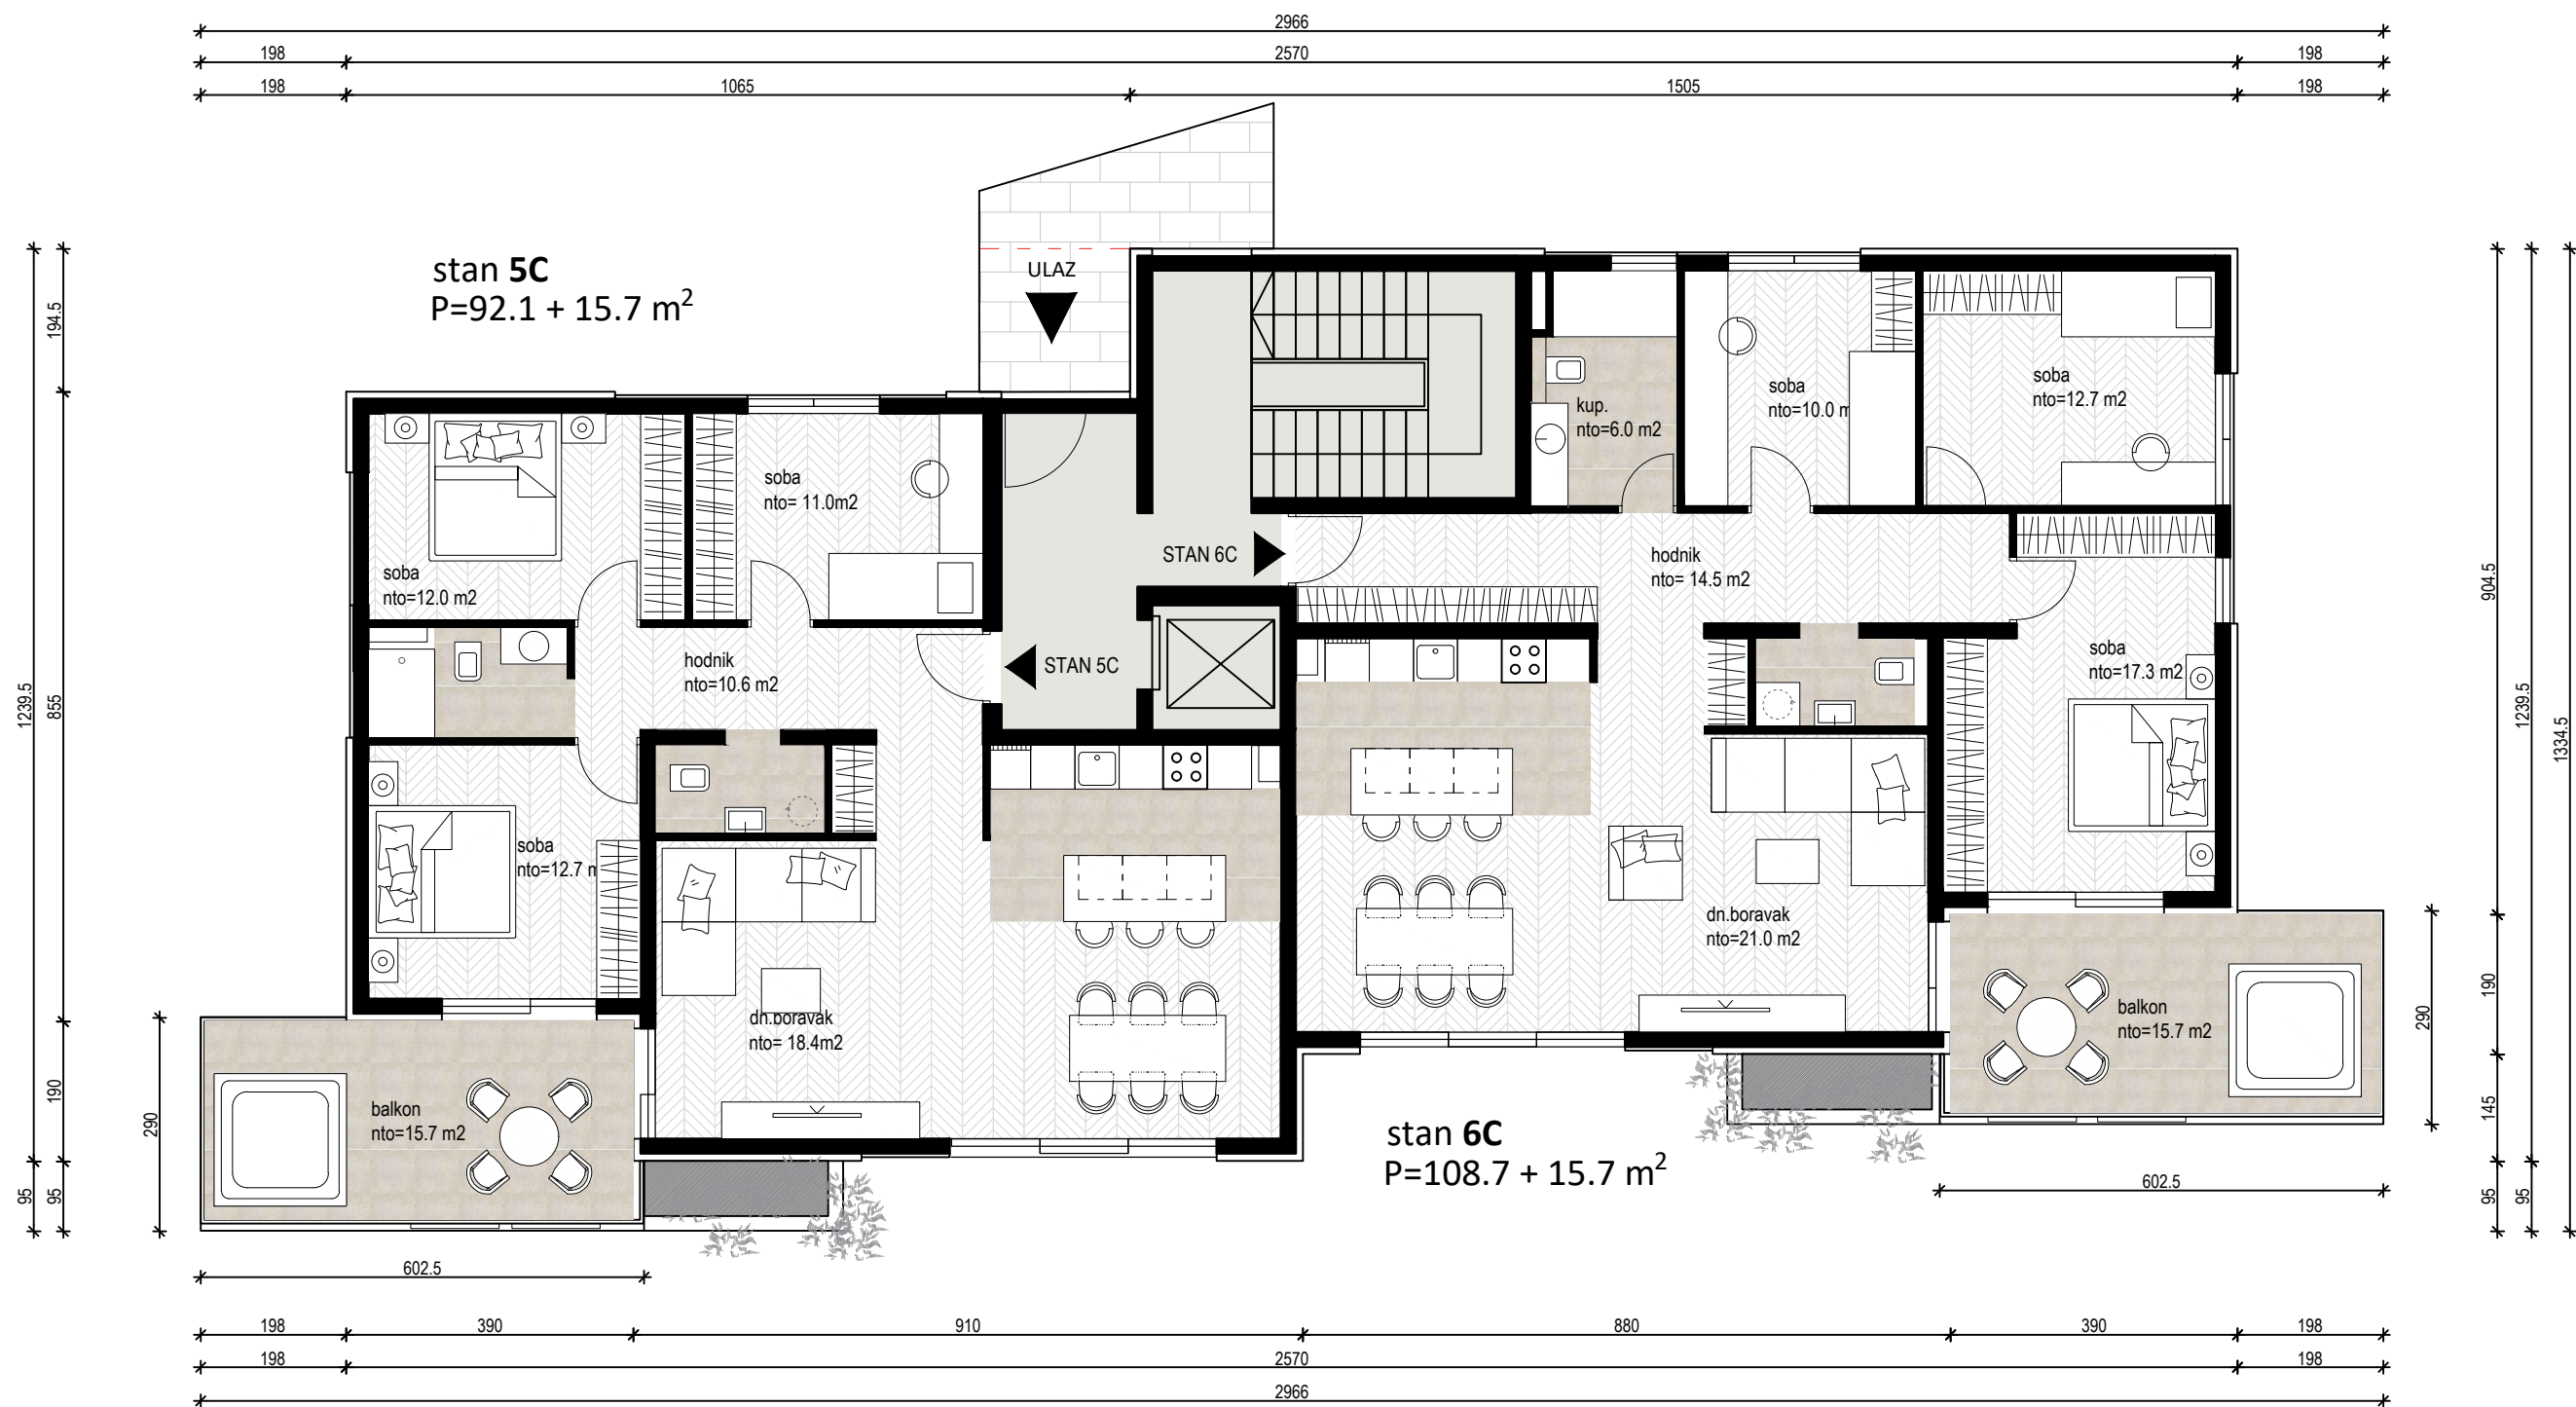 2966
198 2570 198
198 1065 1505 198
stan 5C
P=92.1 + 15.7 m²
ULAZ
194.5
855
1239.5
190
95
95
290
soba
nto=12.0 m2
soba
nto= 11.0m2
hodnik
nto=10.6 m2
soba
nto=12.7 m
dn.boravak
nto= 18.4m2
balkon
nto=15.7 m2
STAN 6C
STAN 5C
kup.
nto=6.0 m2
soba
nto=10.0 m
soba
nto=12.7 m2
hodnik
nto= 14.5 m2
soba
nto=17.3 m2
dn.boravak
nto=21.0 m2
balkon
nto=15.7 m2
904.5
1239.5
1334.5
190
290
145
95
95
stan 6C
P=108.7 + 15.7 m²
602.5
602.5
198 390 910 880 390 198
198 2570 198
2966